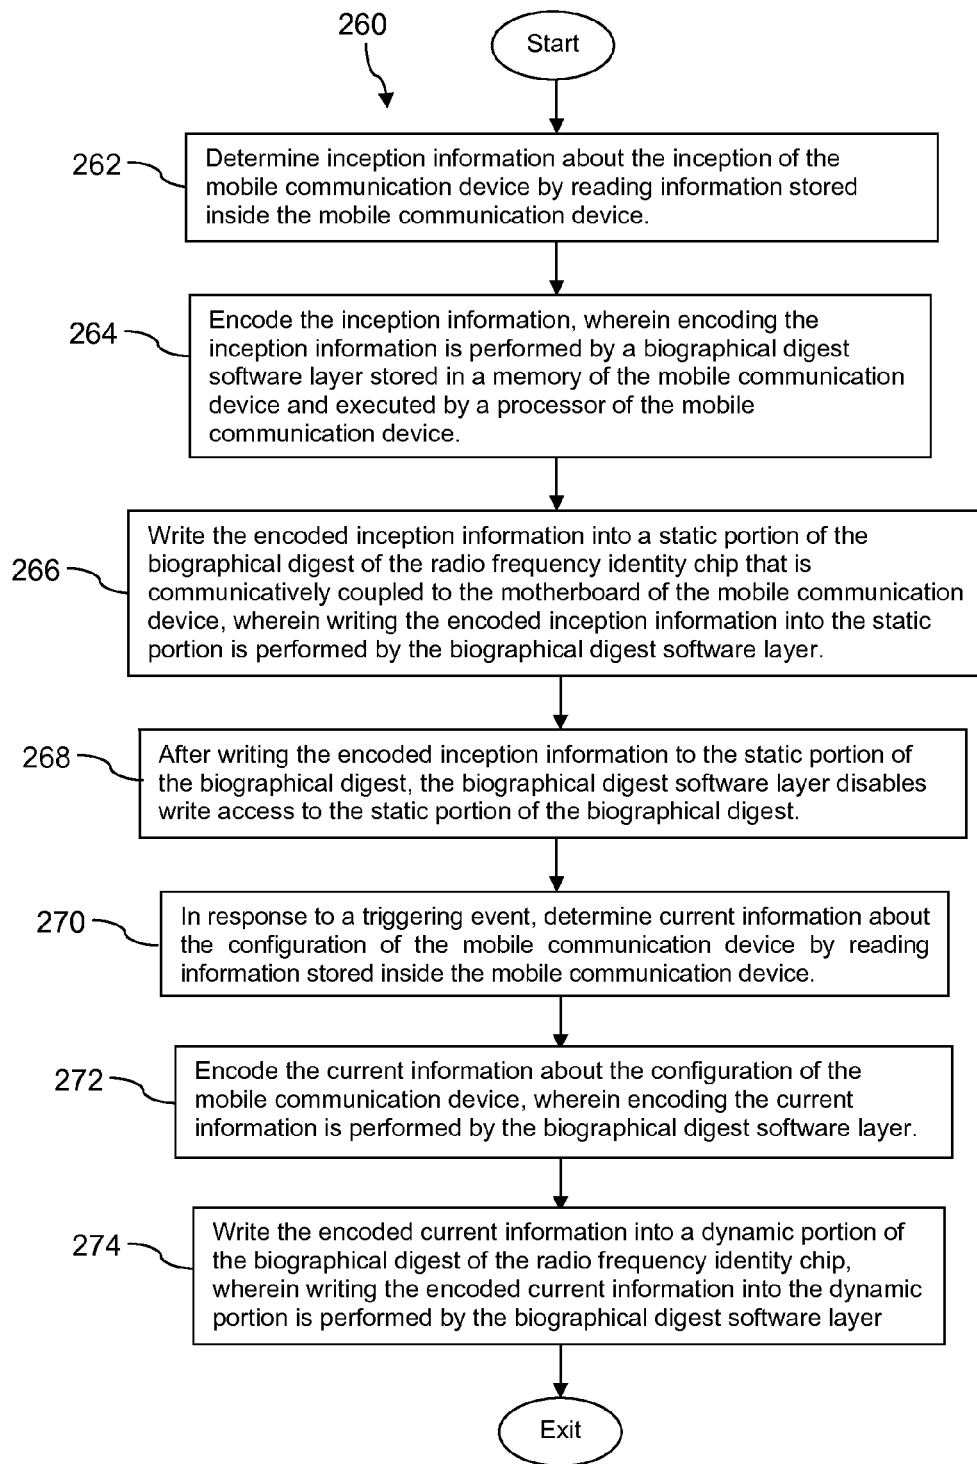 260
Start
262
Determine inception information about the inception of the
mobile communication device by reading information stored
inside the mobile communication device.
264
Encode the inception information, wherein encoding the
inception information is performed by a biographical digest
software layer stored in a memory of the mobile communication
device and executed by a processor of the mobile
communication device.
266
Write the encoded inception information into a static portion of the
biographical digest of the radio frequency identity chip that is
communicatively coupled to the motherboard of the mobile communication
device, wherein writing the encoded inception information into the static
portion is performed by the biographical digest software layer.
268
After writing the encoded inception information to the static portion of
the biographical digest, the biographical digest software layer disables
write access to the static portion of the biographical digest.
270
In response to a triggering event, determine current information about
the configuration of the mobile communication device by reading
information stored inside the mobile communication device.
272
Encode the current information about the configuration of the
mobile communication device, wherein encoding the current
information is performed by the biographical digest software layer.
274
Write the encoded current information into a dynamic portion of
the biographical digest of the radio frequency identity chip,
wherein writing the encoded current information into the dynamic
portion is performed by the biographical digest software layer
Exit